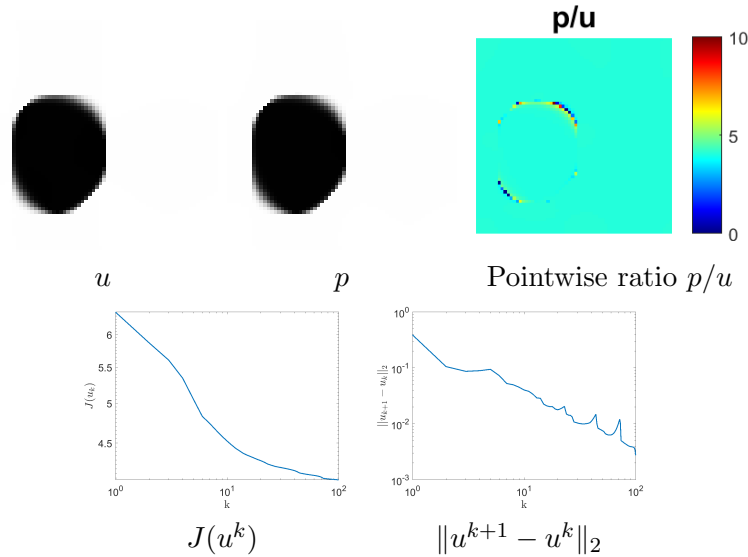 p/u
10
5
0
u p Pointwise ratio p/u
6
5.5
5
4.5
J(u_k)
10^0 10^1 10^2
k
10^0
10^-1
10^-2
10^-3
||u_{k+1} - u_k||_2
10^0 10^1 10^2
k
J(u^k) ‖u^{k+1} − u^k‖_2